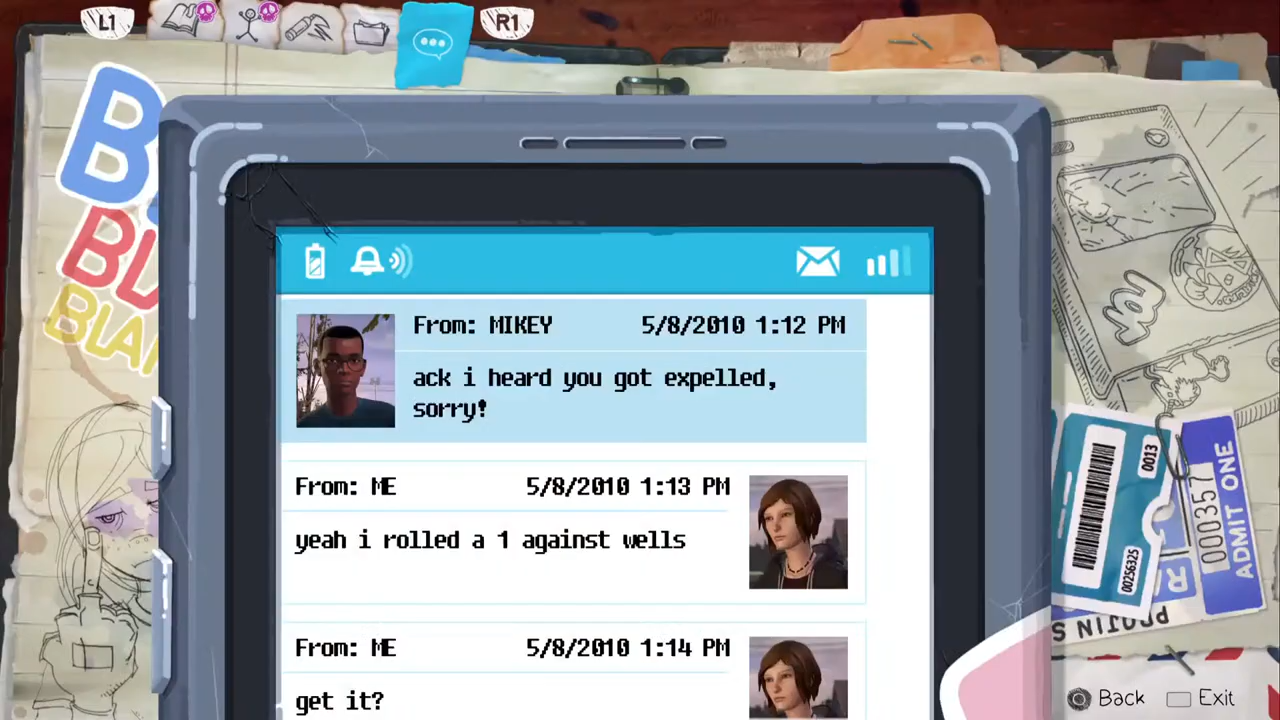 L1
R1
From: MIKEY 5/8/2010 1:12 PM
ack i heard you got expelled,
sorry!
From: ME 5/8/2010 1:13 PM
yeah i rolled a 1 against wells
From: ME 5/8/2010 1:14 PM
get it?
0013
00256325
000357
ADMIT ONE
Back
Exit